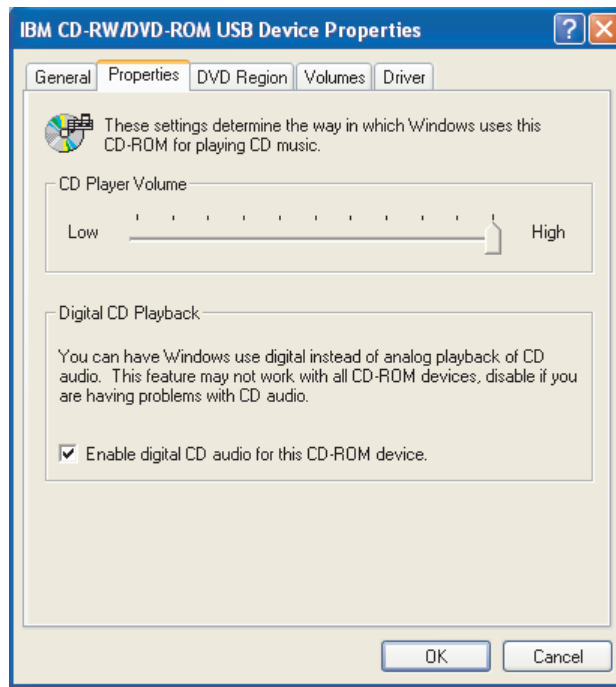 IBM CD-RW/DVD-ROM USB Device Properties
General Properties DVD Region Volumes Driver
These settings determine the way in which Windows uses this
CD-ROM for playing CD music.
CD Player Volume
Low High
Digital CD Playback
You can have Windows use digital instead of analog playback of CD
audio. This feature may not work with all CD-ROM devices, disable if you
are having problems with CD audio.
Enable digital CD audio for this CD-ROM device.
OK Cancel